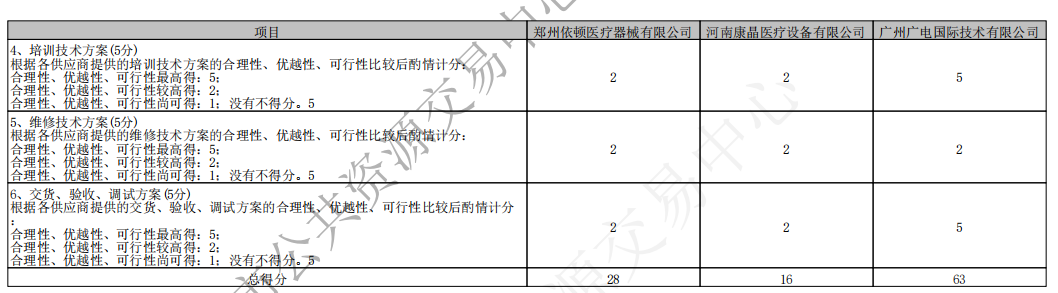 项目 郑州依顿医疗器械有限公司 河南康晶医疗设备有限公司 广州广电国际技术有限公司
4、培训技术方案(5分)
根据各供应商提供的培训技术方案的合理性、优越性、可行性比较后酌情计分：
合理性、优越性、可行性最高得：5；
合理性、优越性、可行性较高得：2；
合理性、优越性、可行性尚可得：1；没有不得分。5
2 2 5
5、维修技术方案(5分)
根据各供应商提供的维修技术方案的合理性、优越性、可行性比较后酌情计分：
合理性、优越性、可行性最高得：5；
合理性、优越性、可行性较高得：2；
合理性、优越性、可行性尚可得：1；没有不得分。5
2 2 2
6、交货、验收、调试方案(5分)
根据各供应商提供的交货、验收、调试方案的合理性、优越性、可行性比较后酌情计分
：
合理性、优越性、可行性最高得：5；
合理性、优越性、可行性较高得：2；
合理性、优越性、可行性尚可得：1；没有不得分。5
2 2 5
总得分 28 16 63
市公共资源交易中心
源交易中心